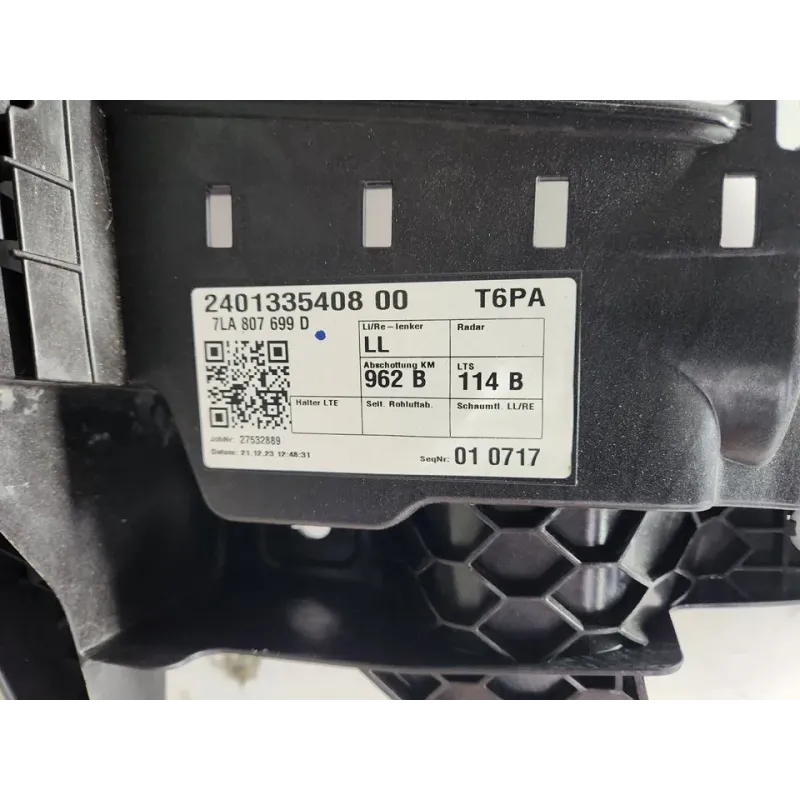 2401335408 00 T6PA
7LA 807 699 D
Li/Re-lenker Radar
LL
Abschottung KM LTS
962 B 114 B
Halter LTE Seit. Rohluftab. Schaumtl. LL/RE
JobNr: 27532889
Datum: 21.12.23 12:48:31 SeqNr: 01 0717